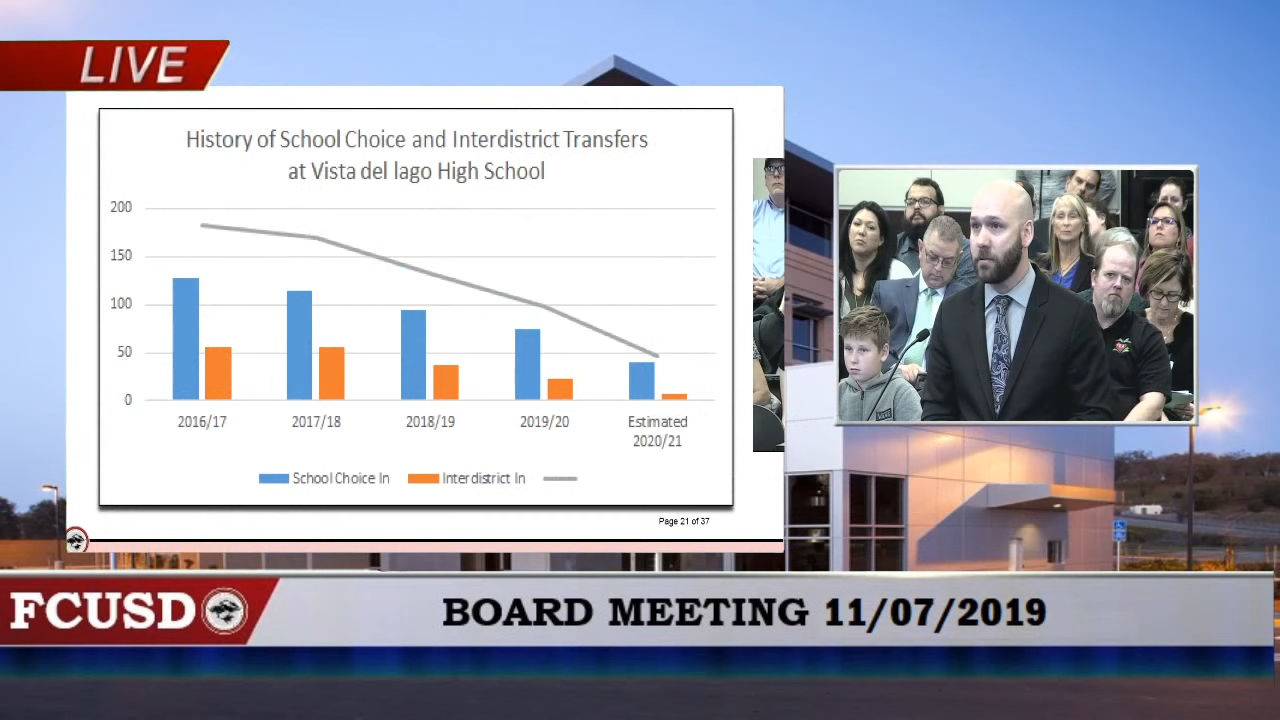 LIVE
History of School Choice and Interdistrict Transfers
at Vista del lago High School
200
150
100
50
0
2016/17
2017/18
2018/19
2019/20
Estimated
2020/21
School Choice In
Interdistrict In
Page 21 of 37
VANS
FCUSD
BOARD MEETING 11/07/2019